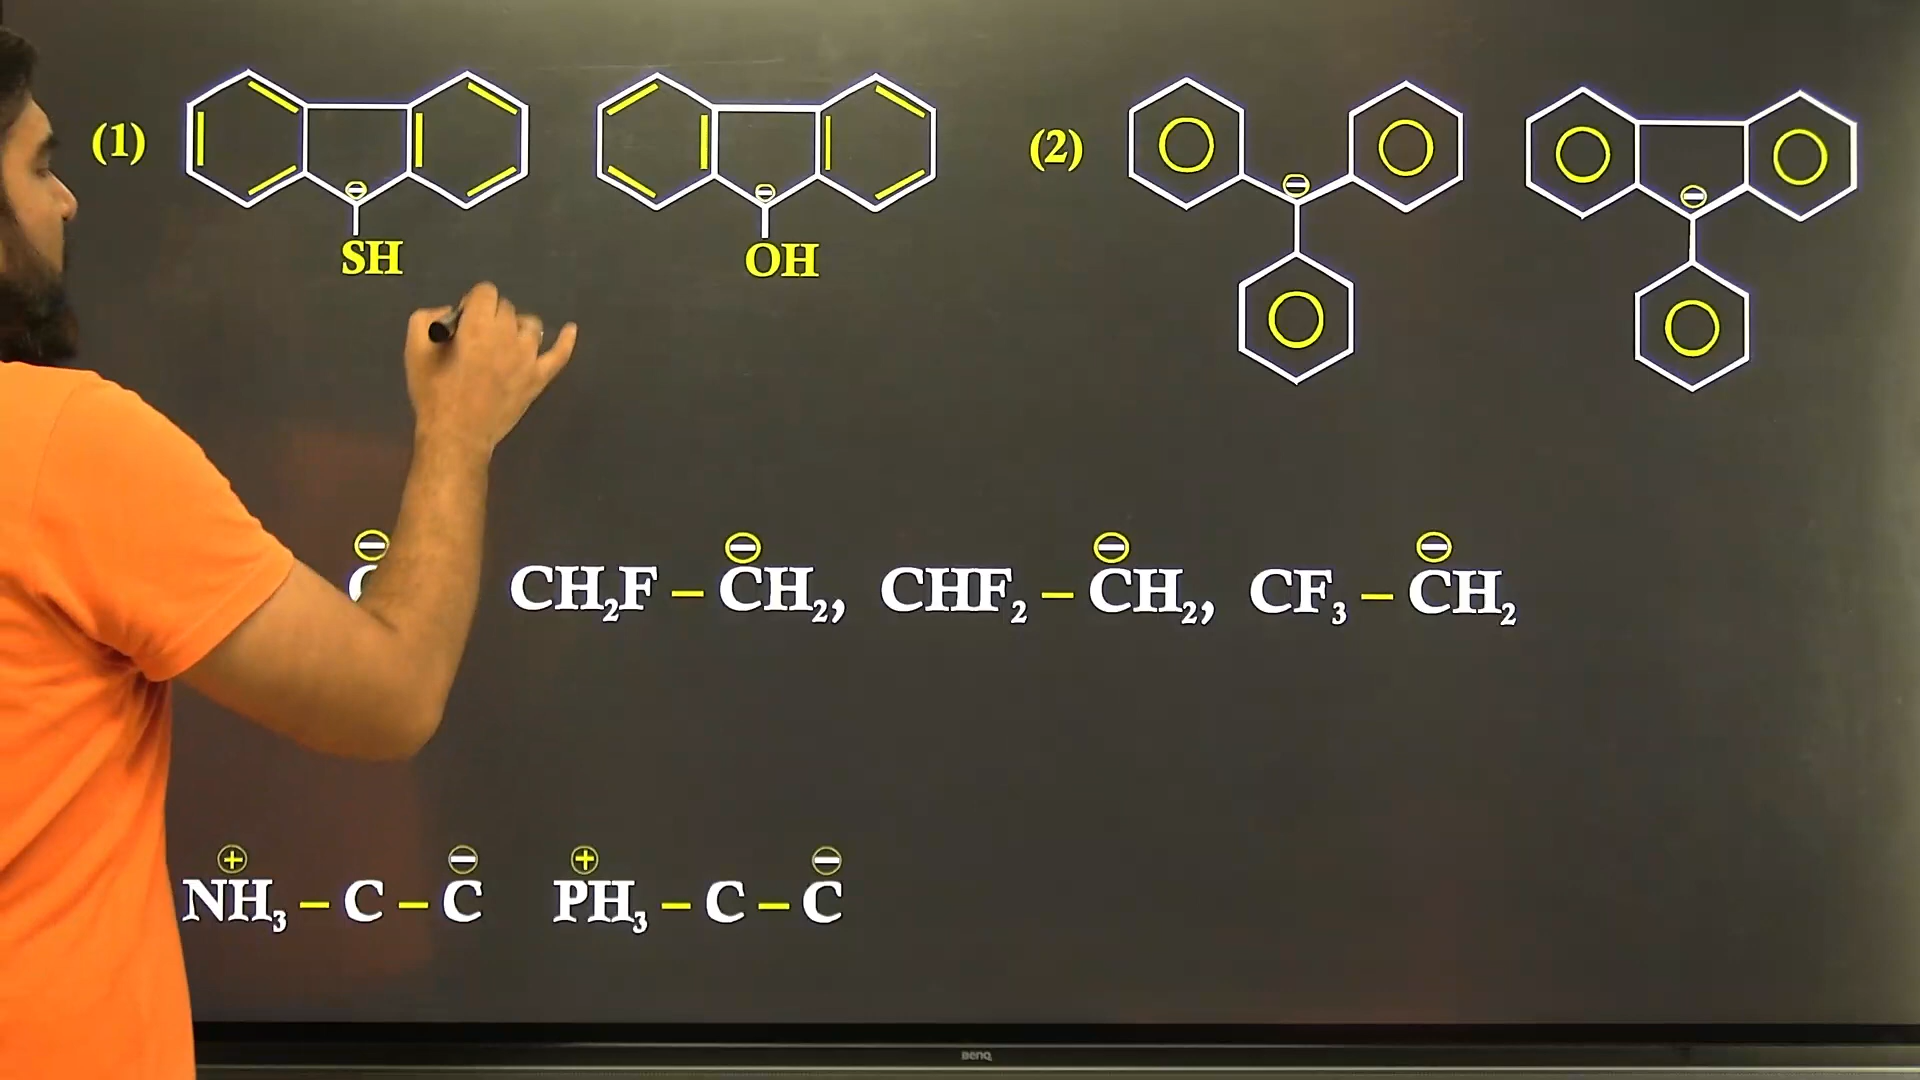 (1)
SH
OH
(2)
CH₂F – C⊖H₂, CHF₂ – C⊖H₂, CF₃ – C⊖H₂
N⊕H₃ – C – C⊖ P⊕H₃ – C – C⊖
BenQ